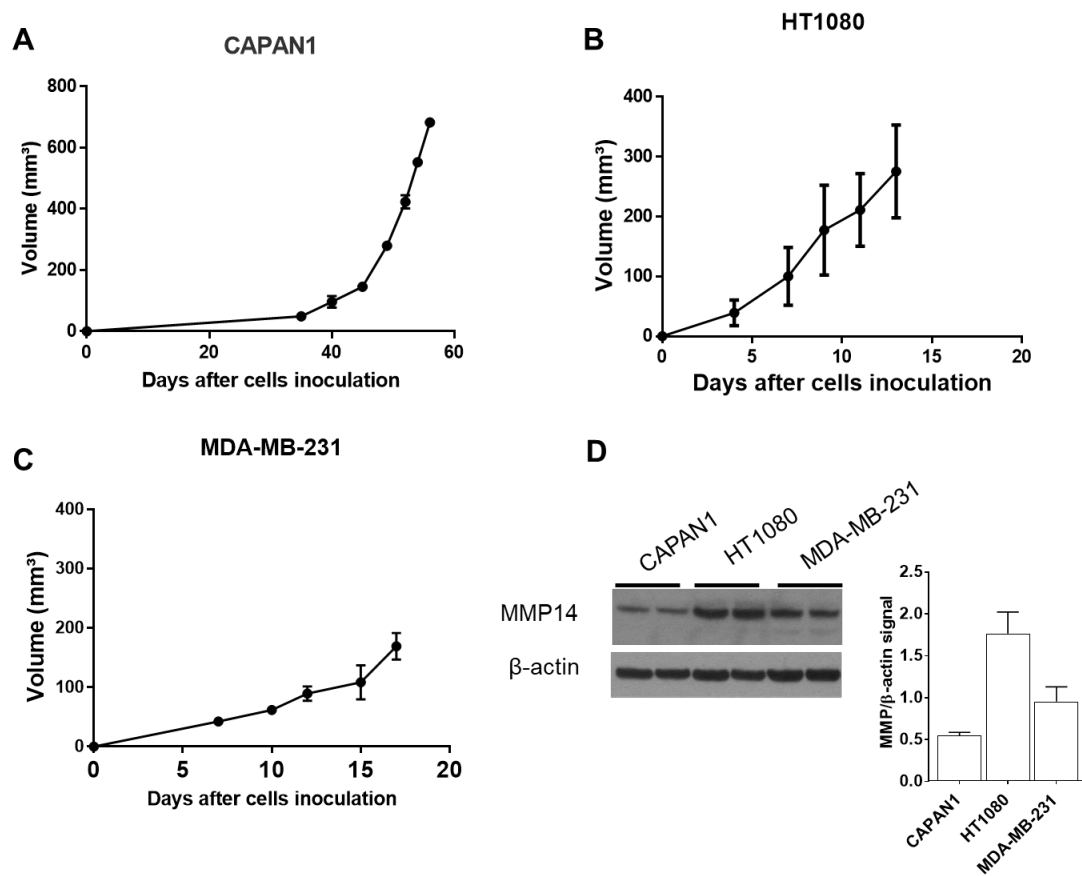 A
CAPAN1
Volume (mm³)
800
600
400
200
0
0 20 40 60
Days after cells inoculation
B
HT1080
Volume (mm³)
400
300
200
100
0
0 5 10 15 20
Days after cells inoculation
C
MDA-MB-231
Volume (mm³)
400
300
200
100
0
0 5 10 15 20
Days after cells inoculation
D
CAPAN1 HT1080 MDA-MB-231
MMP14
β-actin
MMP/β-actin signal
2.5
2.0
1.5
1.0
0.5
0.0
CAPAN1
HT1080
MDA-MB-231